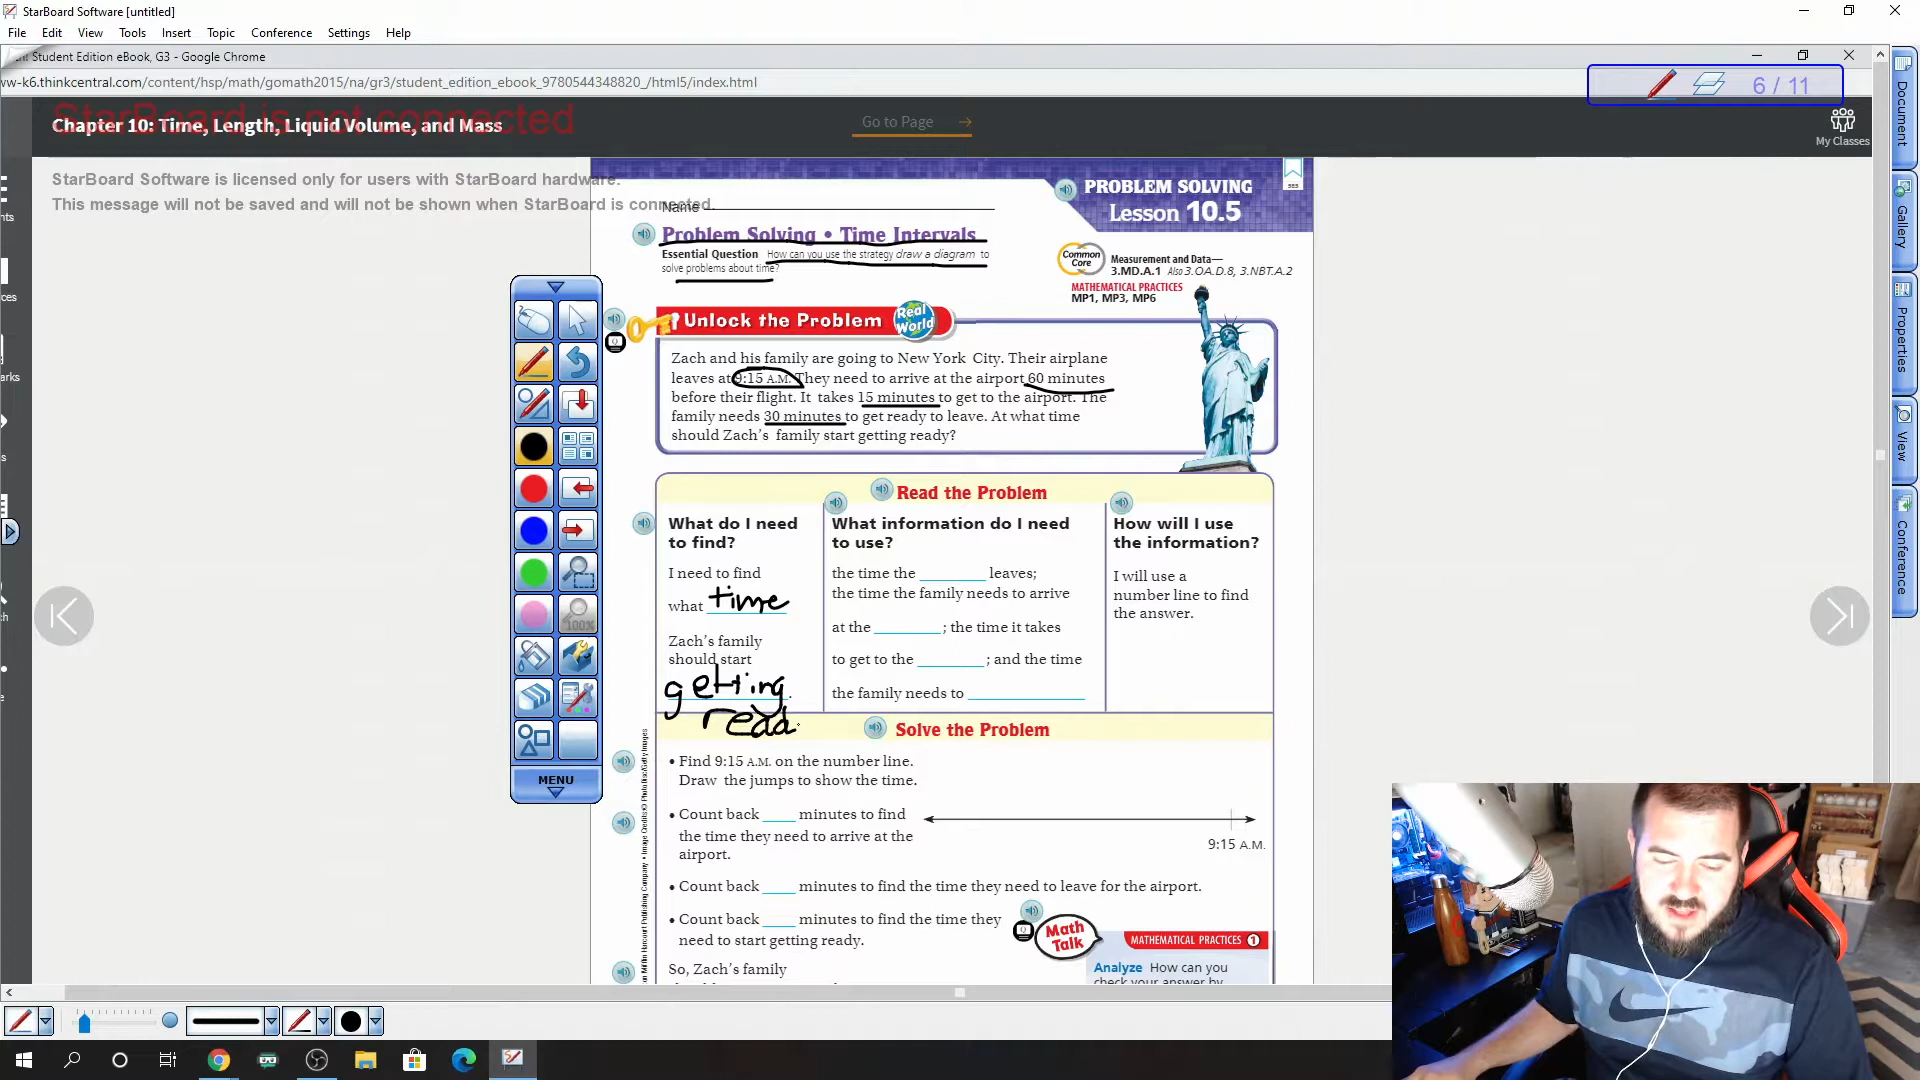 StarBoard Software [untitled]
File Edit View Tools Insert Topic Conference Settings Help
Student Edition eBook, G3 - Google Chrome
ww-k6.thinkcentral.com/content/hsp/math/gomath2015/na/gr3/student_edition_ebook_9780544348820_/html5/index.html
6 / 11
StarBoard is not connected
Chapter 10: Time, Length, Liquid Volume, and Mass
Go to Page
My Classes
StarBoard Software is licensed only for users with StarBoard hardware.
This message will not be saved and will not be shown when StarBoard is connected.
Name
PROBLEM SOLVING
Lesson 10.5
Problem Solving • Time Intervals
Essential Question How can you use the strategy draw a diagram to
solve problems about time?
Common Core
Measurement and Data—
3.MD.A.1 Also 3.OA.D.8, 3.NBT.A.2
MATHEMATICAL PRACTICES
MP1, MP3, MP6
Unlock the Problem
Real World
Zach and his family are going to New York City. Their airplane
leaves at 9:15 A.M. They need to arrive at the airport 60 minutes
before their flight. It takes 15 minutes to get to the airport. The
family needs 30 minutes to get ready to leave. At what time
should Zach's family start getting ready?
Read the Problem
What do I need
to find?
I need to find
what time
Zach's family
should start
getting .
read
What information do I need
to use?
the time the ______ leaves;
the time the family needs to arrive
at the ______ ; the time it takes
to get to the ______ ; and the time
the family needs to ______
How will I use
the information?
I will use a
number line to find
the answer.
Solve the Problem
• Find 9:15 A.M. on the number line.
Draw the jumps to show the time.
• Count back ____ minutes to find
the time they need to arrive at the
airport.
9:15 A.M.
• Count back ____ minutes to find the time they need to leave for the airport.
• Count back ____ minutes to find the time they
need to start getting ready.
So, Zach's family
Math Talk
MATHEMATICAL PRACTICES 1
Analyze How can you
check your answer by
MENU
100%
Document
Gallery
Properties
View
Conference